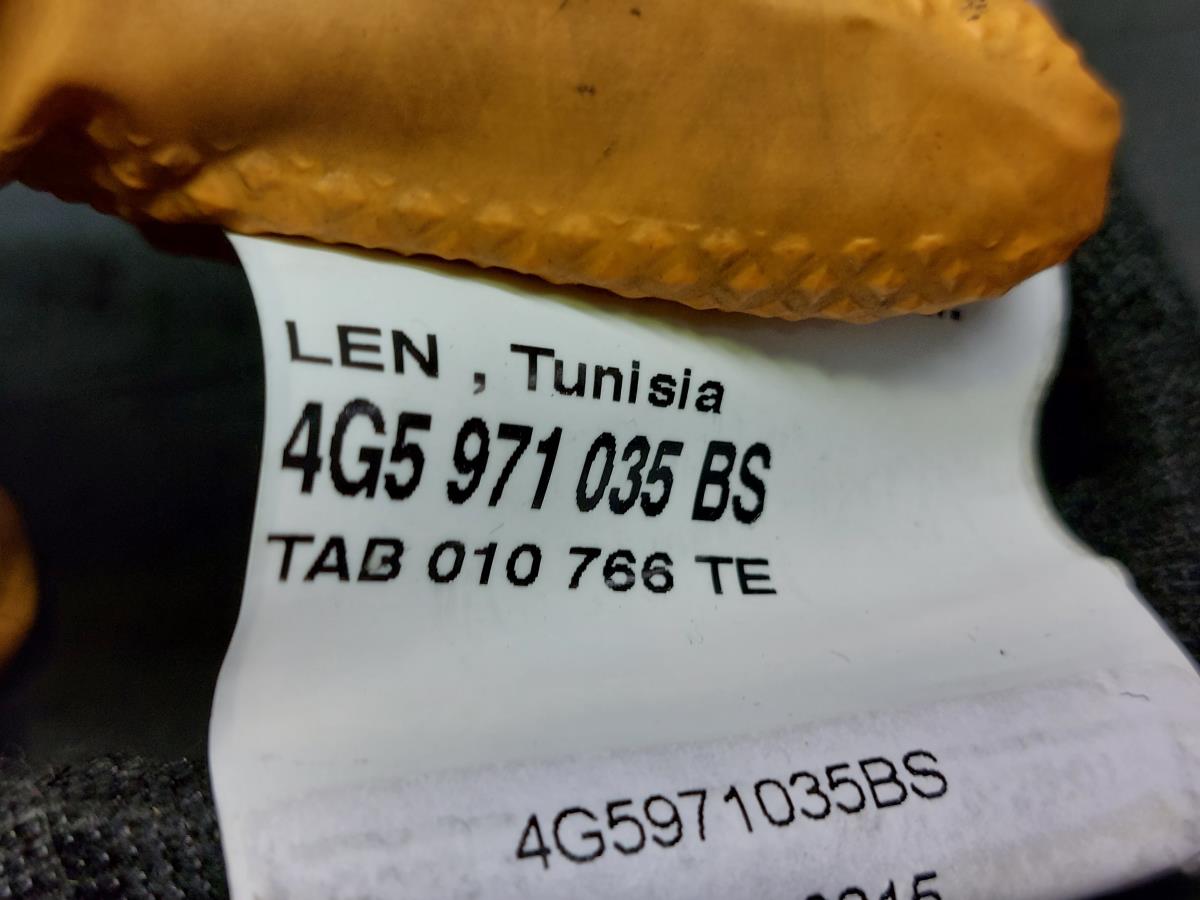 LEN , Tunisia
4G5 971 035 BS
TAB 010 766 TE
4G5971035BS